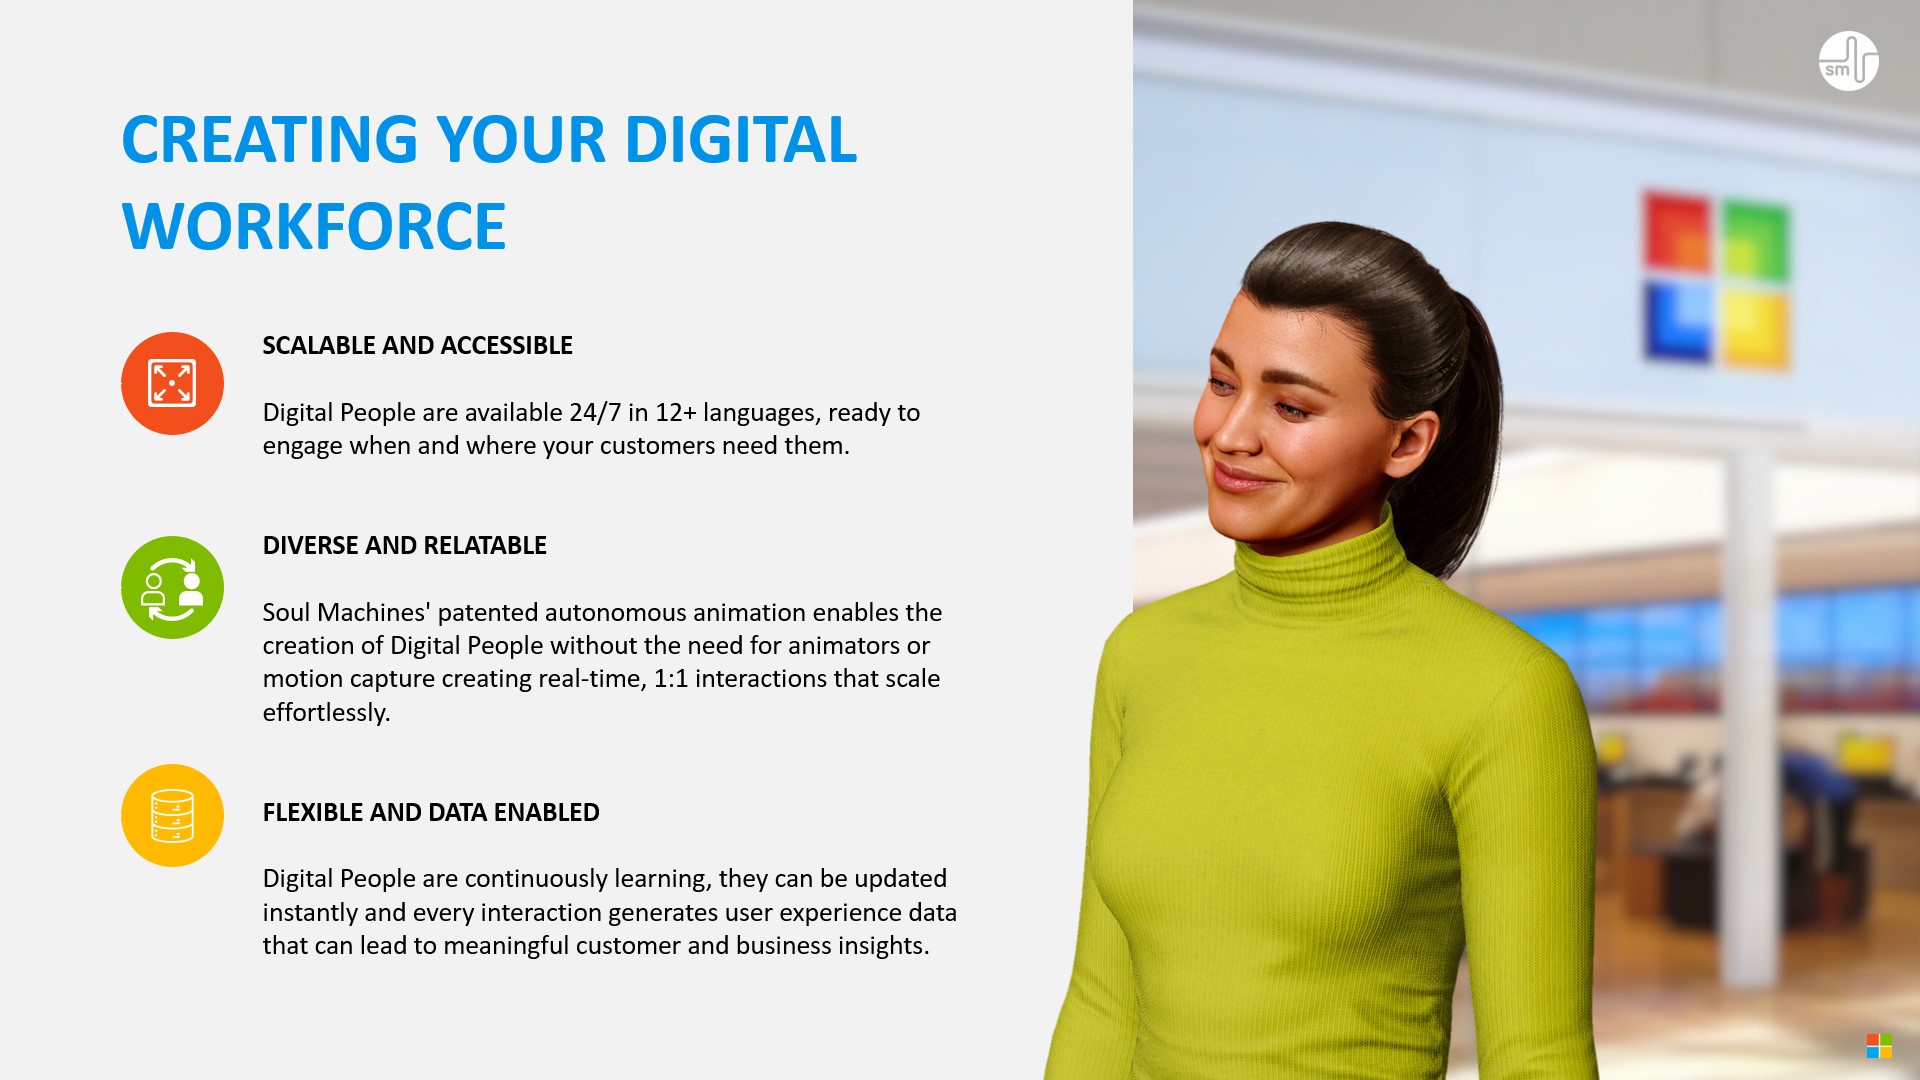 CREATING YOUR DIGITAL
WORKFORCE
SCALABLE AND ACCESSIBLE
Digital People are available 24/7 in 12+ languages, ready to
engage when and where your customers need them.
DIVERSE AND RELATABLE
Soul Machines' patented autonomous animation enables the
creation of Digital People without the need for animators or
motion capture creating real-time, 1:1 interactions that scale
effortlessly.
FLEXIBLE AND DATA ENABLED
Digital People are continuously learning, they can be updated
instantly and every interaction generates user experience data
that can lead to meaningful customer and business insights.
sm